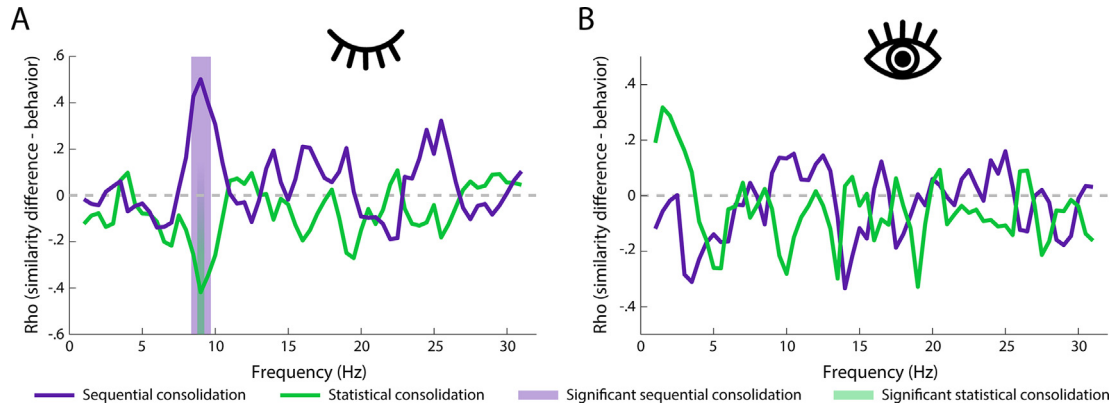 A
B
Rho (similarity difference - behavior)
.6
.4
.2
0
-.2
-.4
-.6
0
5
10
15
20
25
30
Frequency (Hz)
Rho (similarity difference - behavior)
.4
.2
0
-.2
-.4
0
5
10
15
20
25
30
Frequency (Hz)
Sequential consolidation
Statistical consolidation
Significant sequential consolidation
Significant statistical consolidation